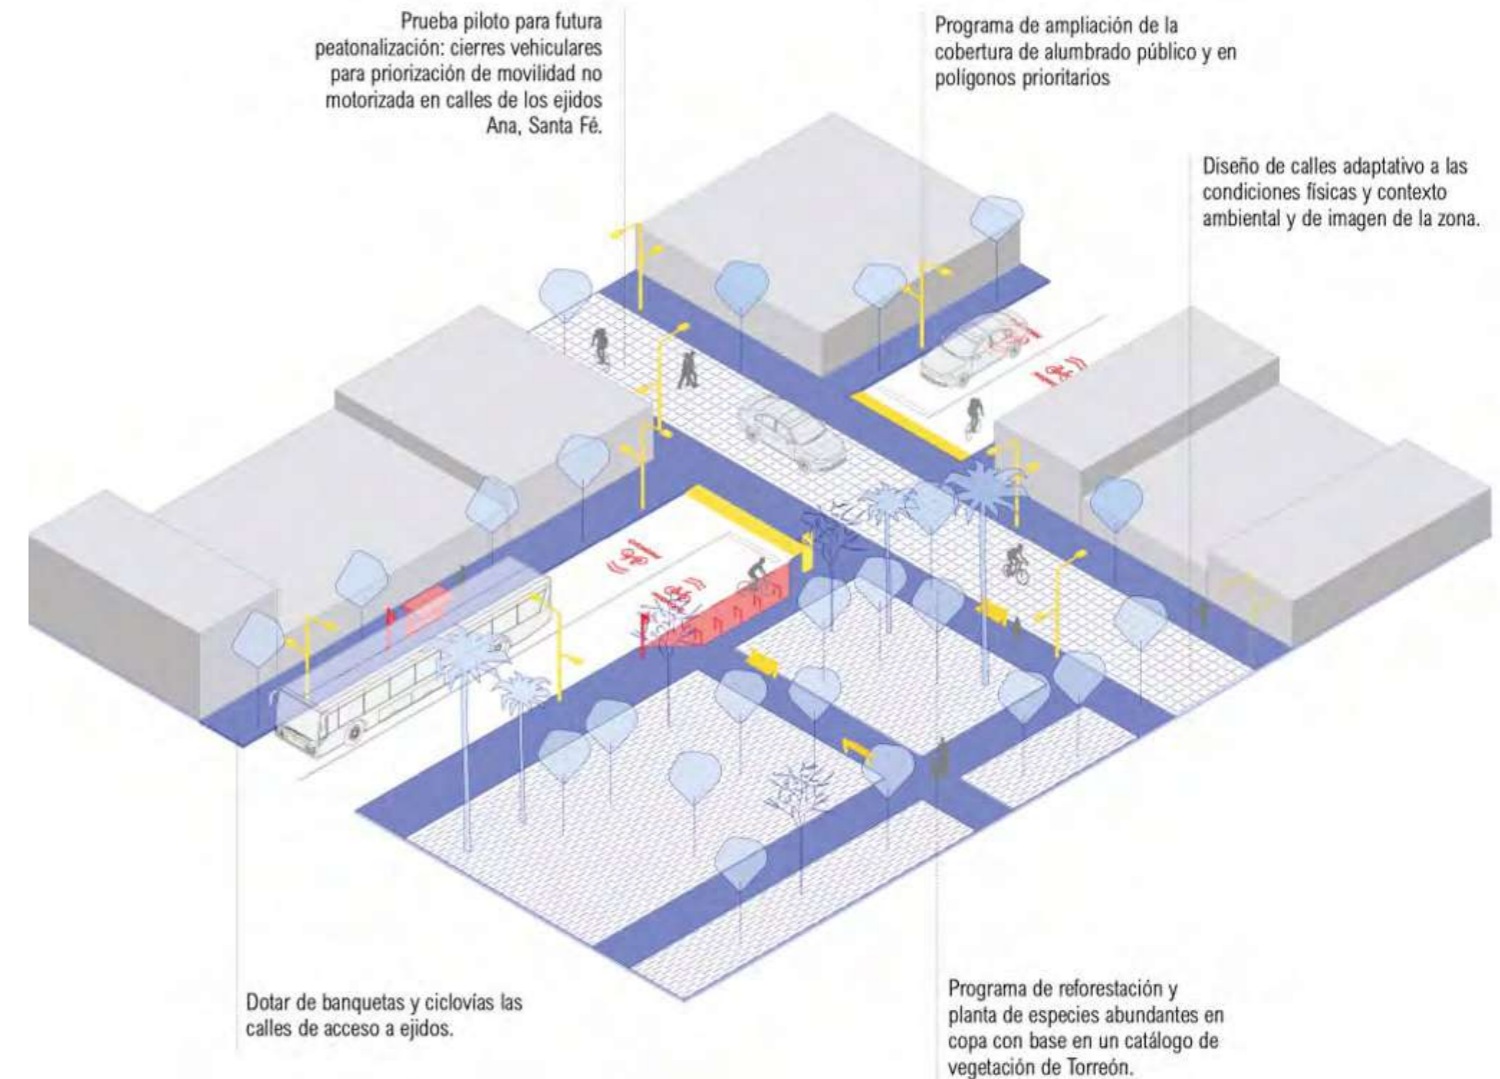 Prueba piloto para futura
peatonalización: cierres vehiculares
para priorización de movilidad no
motorizada en calles de los ejidos
Ana, Santa Fé.
Programa de ampliación de la
cobertura de alumbrado público y en
polígonos prioritarios
Diseño de calles adaptativo a las
condiciones físicas y contexto
ambiental y de imagen de la zona.
Dotar de banquetas y ciclovías las
calles de acceso a ejidos.
Programa de reforestación y
planta de especies abundantes en
copa con base en un catálogo de
vegetación de Torreón.